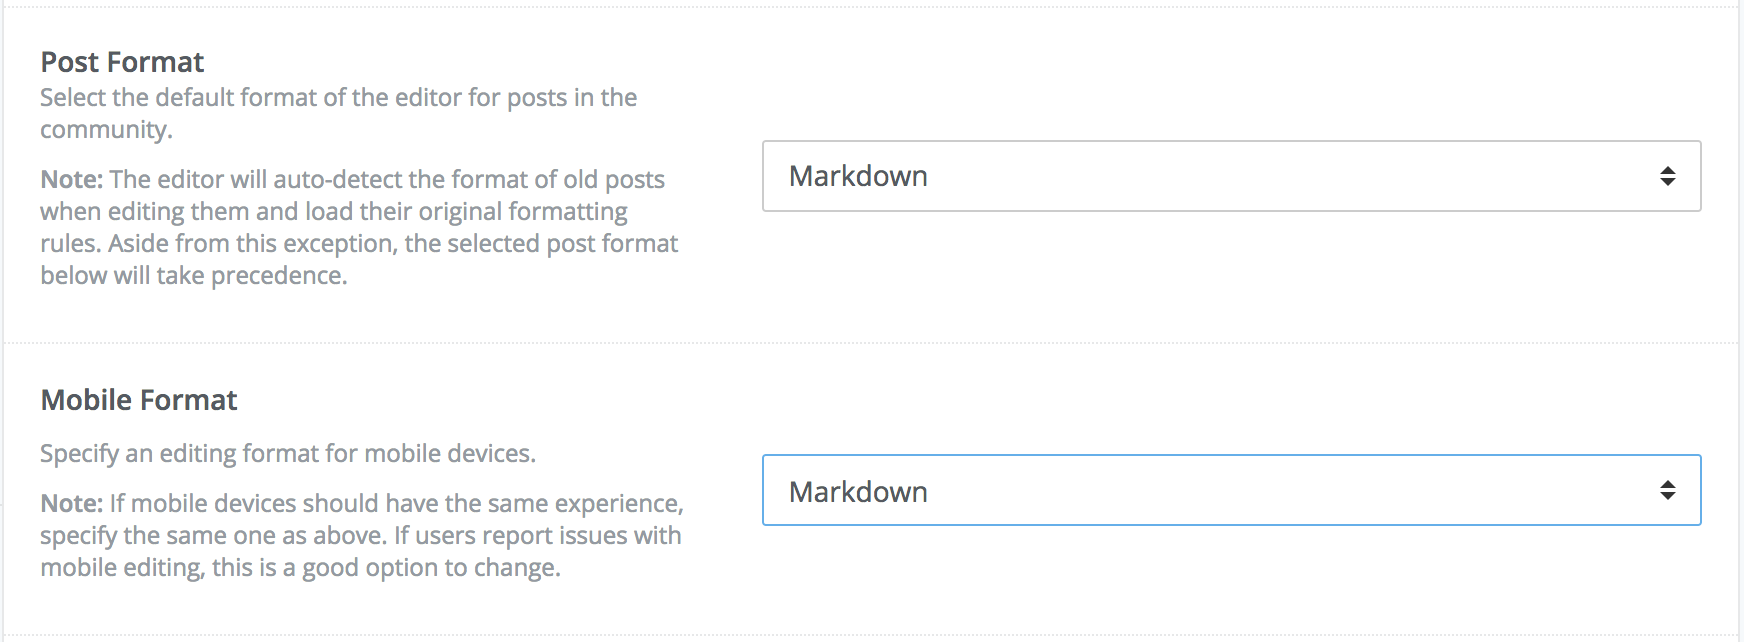 Post Format
Select the default format of the editor for posts in the
community.
Note: The editor will auto-detect the format of old posts
when editing them and load their original formatting
rules. Aside from this exception, the selected post format
below will take precedence.
Markdown
Mobile Format
Specify an editing format for mobile devices.
Note: If mobile devices should have the same experience,
specify the same one as above. If users report issues with
mobile editing, this is a good option to change.
Markdown